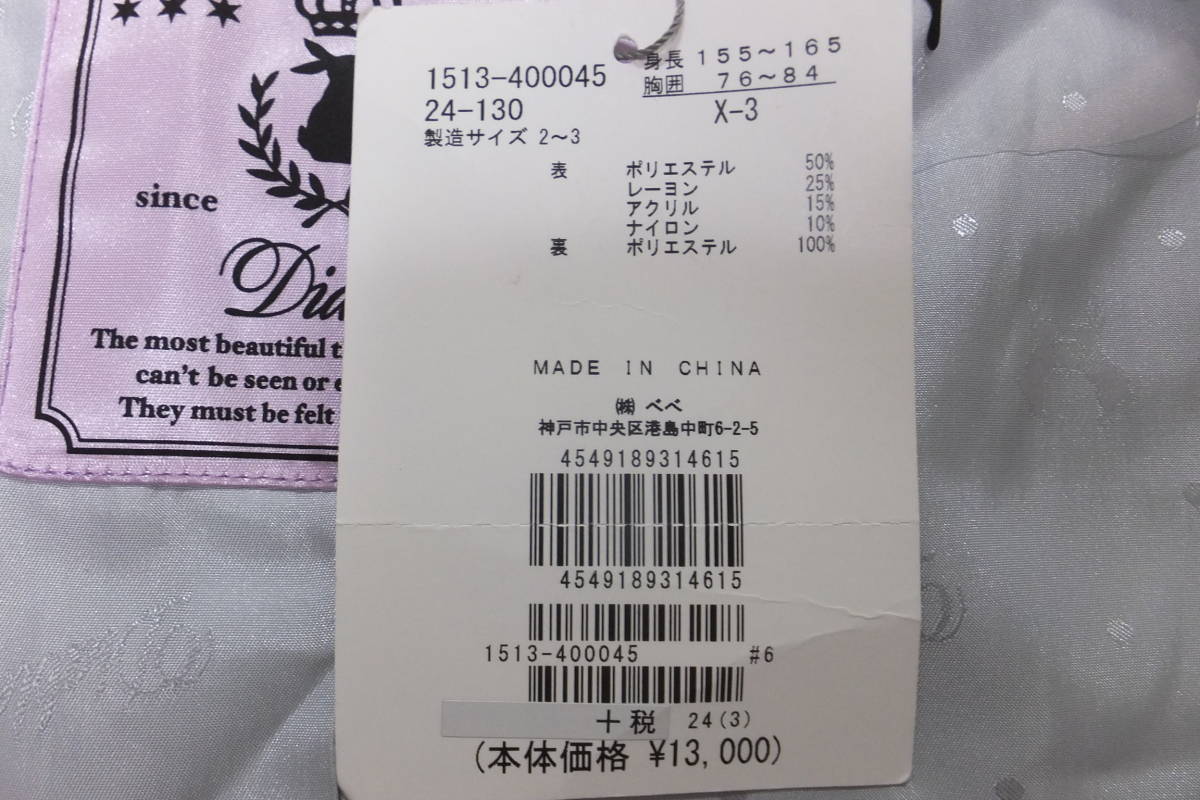 since
The most beautiful
can't be seen or
They must be felt
1513-400045
24-130
製造サイズ 2～3
身長 155～165
胸囲 76～84
X-3
表 ポリエステル 50%
レーヨン 25%
アクリル 15%
ナイロン 10%
裏 ポリエステル 100%
MADE IN CHINA
㈱ べべ
神戸市中央区港島中町6-2-5
4549189314615
4549189314615
1513-400045 #6
＋税 24(3)
(本体価格 ¥13,000)